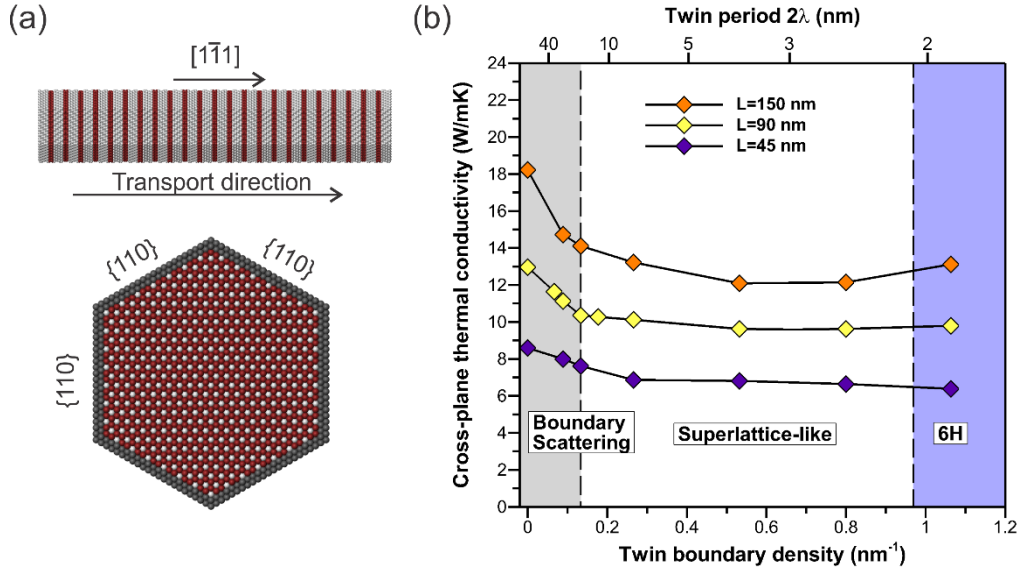 (a)
[11̅1]
Transport direction
{110}
{110}
{110}
(b)
Twin period 2λ (nm)
40 10 5 3 2
Cross-plane thermal conductivity (W/mK)
24
22
20
18
16
14
12
10
8
6
4
2
0
L=150 nm
L=90 nm
L=45 nm
Boundary
Scattering
Superlattice-like
6H
0 0.2 0.4 0.6 0.8 1 1.2
Twin boundary density (nm⁻¹)